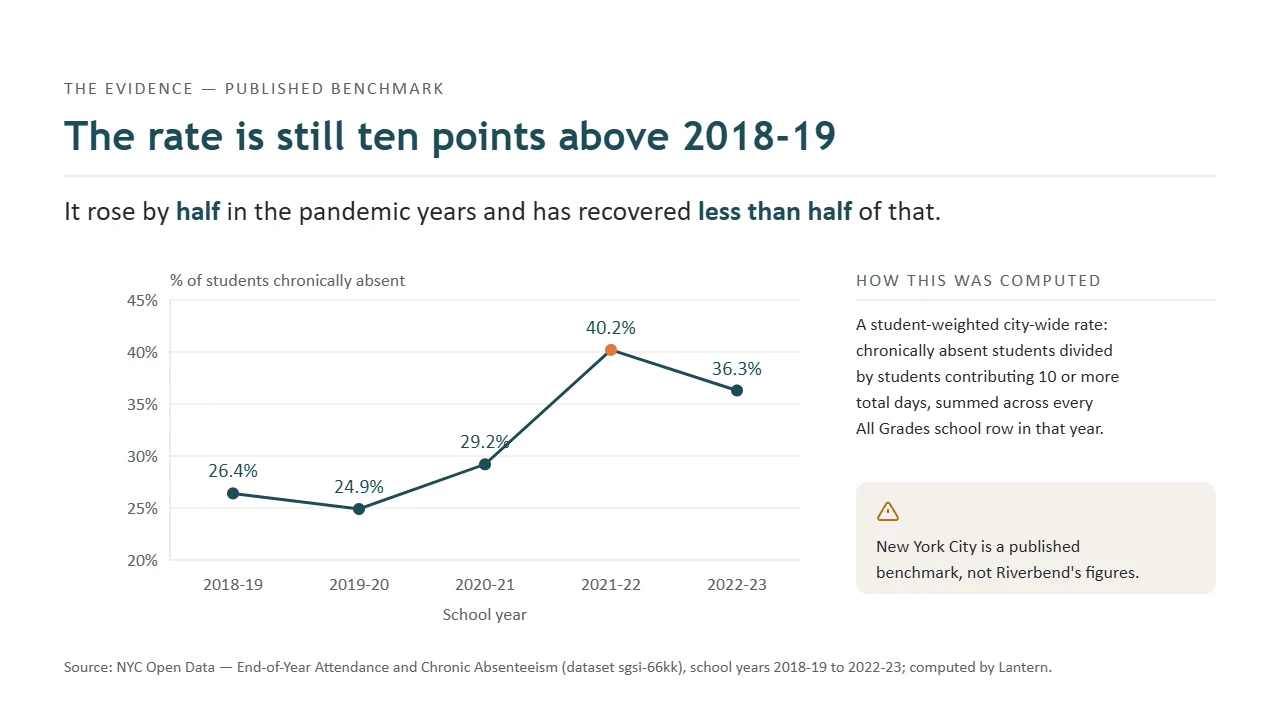 THE EVIDENCE — PUBLISHED BENCHMARK
The rate is still ten points above 2018-19
It rose by half in the pandemic years and has recovered less than half of that.
% of students chronically absent
45%
40%
35%
30%
25%
20%
26.4%
24.9%
29.2%
40.2%
36.3%
2018-19
2019-20
2020-21
2021-22
2022-23
School year
HOW THIS WAS COMPUTED
A student-weighted city-wide rate:
chronically absent students divided
by students contributing 10 or more
total days, summed across every
All Grades school row in that year.
New York City is a published
benchmark, not Riverbend's figures.
Source: NYC Open Data — End-of-Year Attendance and Chronic Absenteeism (dataset sgsi-66kk), school years 2018-19 to 2022-23; computed by Lantern.